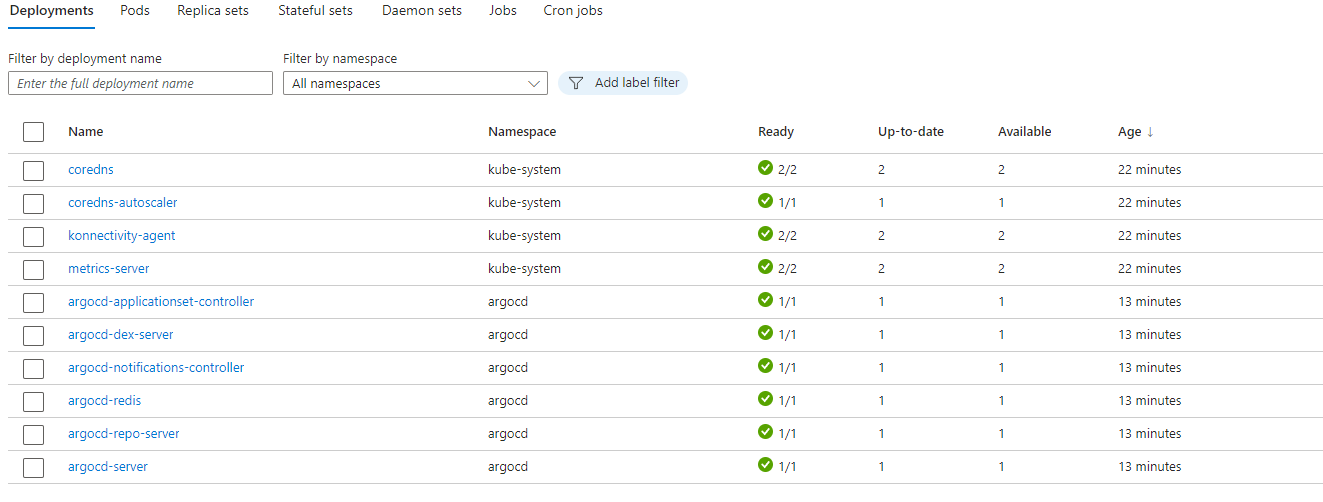 Deployments Pods Replica sets Stateful sets Daemon sets Jobs Cron jobs
Filter by deployment name Filter by namespace
Enter the full deployment name All namespaces Add label filter
Name Namespace Ready Up-to-date Available Age ↓
coredns kube-system 2/2 2 2 22 minutes
coredns-autoscaler kube-system 1/1 1 1 22 minutes
konnectivity-agent kube-system 2/2 2 2 22 minutes
metrics-server kube-system 2/2 2 2 22 minutes
argocd-applicationset-controller argocd 1/1 1 1 13 minutes
argocd-dex-server argocd 1/1 1 1 13 minutes
argocd-notifications-controller argocd 1/1 1 1 13 minutes
argocd-redis argocd 1/1 1 1 13 minutes
argocd-repo-server argocd 1/1 1 1 13 minutes
argocd-server argocd 1/1 1 1 13 minutes